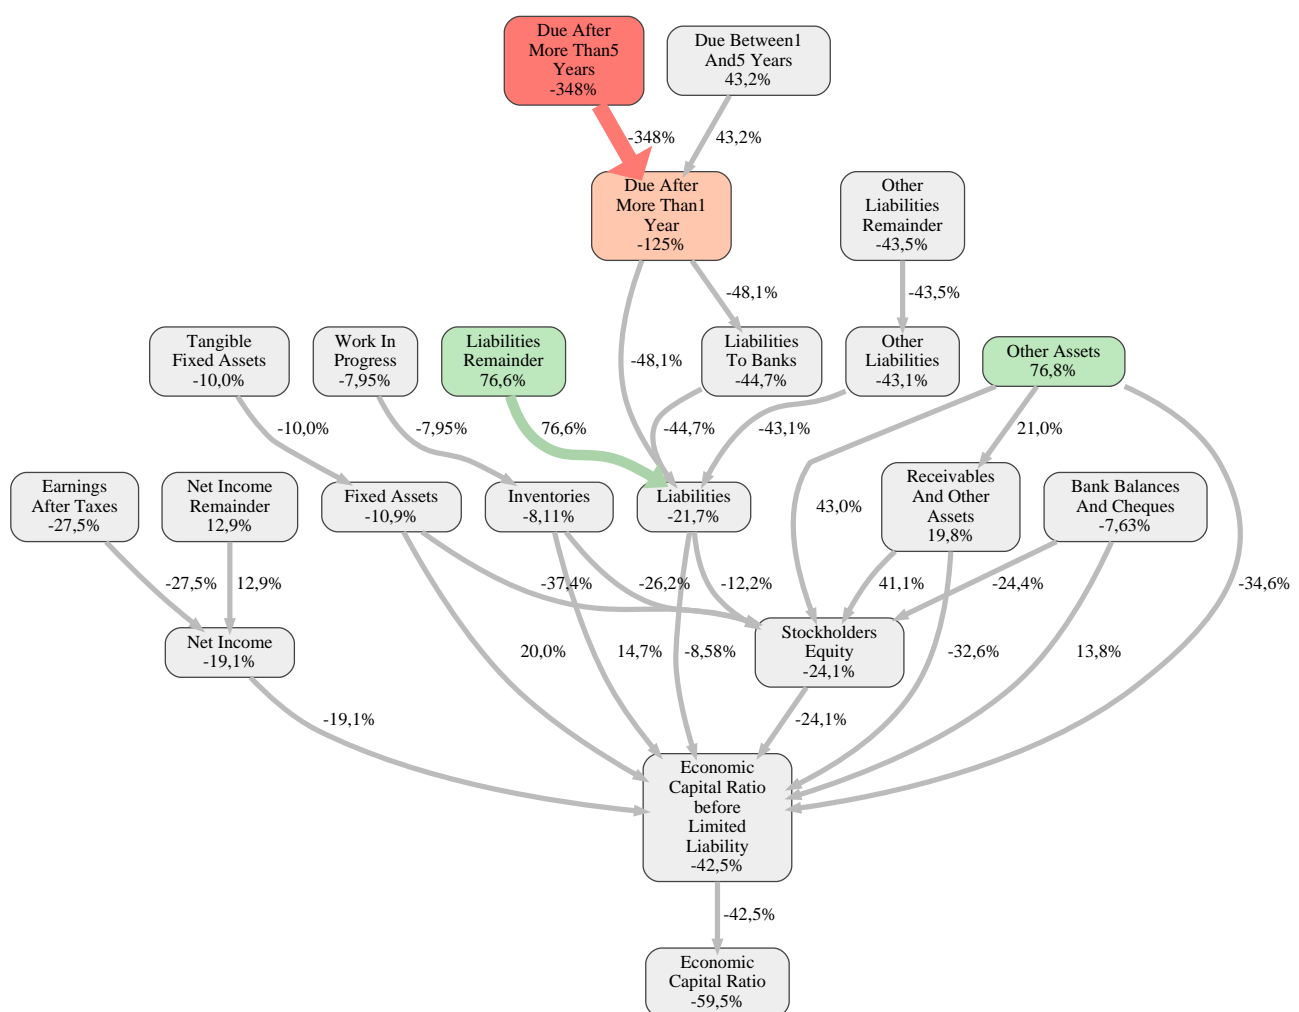 Due After
More Than5
Years
-348%
Due Between1
And5 Years
43,2%
-348%
43,2%
Due After
More Than1
Year
-125%
Other
Liabilities
Remainder
-43,5%
-48,1%
-43,5%
Tangible
Fixed Assets
-10,0%
Work In
Progress
-7,95%
Liabilities
Remainder
76,6%
-48,1%
Liabilities
To Banks
-44,7%
Other
Liabilities
-43,1%
Other Assets
76,8%
-10,0%
-7,95%
76,6%
-44,7%
-43,1%
21,0%
Earnings
After Taxes
-27,5%
Net Income
Remainder
12,9%
Fixed Assets
-10,9%
Inventories
-8,11%
Liabilities
-21,7%
43,0%
Receivables
And Other
Assets
19,8%
Bank Balances
And Cheques
-7,63%
-27,5%
12,9%
-37,4%
-26,2%
-12,2%
41,1%
-24,4%
-34,6%
Net Income
-19,1%
20,0%
14,7%
-8,58%
Stockholders
Equity
-24,1%
-32,6%
13,8%
-19,1%
-24,1%
Economic
Capital Ratio
before
Limited
Liability
-42,5%
-42,5%
Economic
Capital Ratio
-59,5%